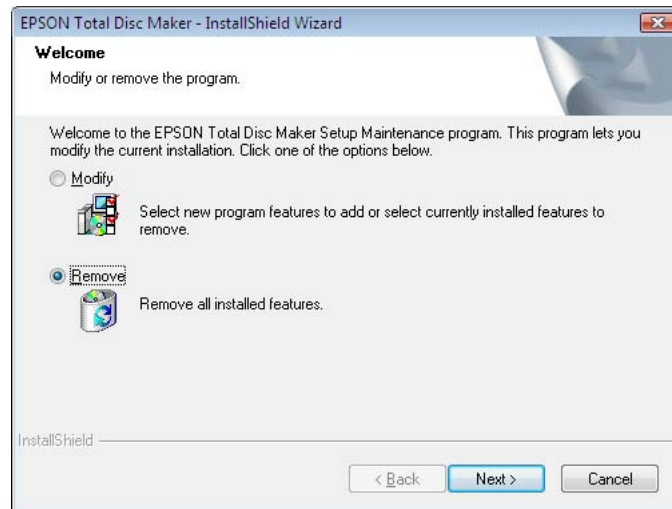 EPSON Total Disc Maker - InstallShield Wizard
Welcome
Modify or remove the program.
Welcome to the EPSON Total Disc Maker Setup Maintenance program. This program lets you
modify the current installation. Click one of the options below.
Modify
Select new program features to add or select currently installed features to
remove.
Remove
Remove all installed features.
InstallShield
< Back Next > Cancel